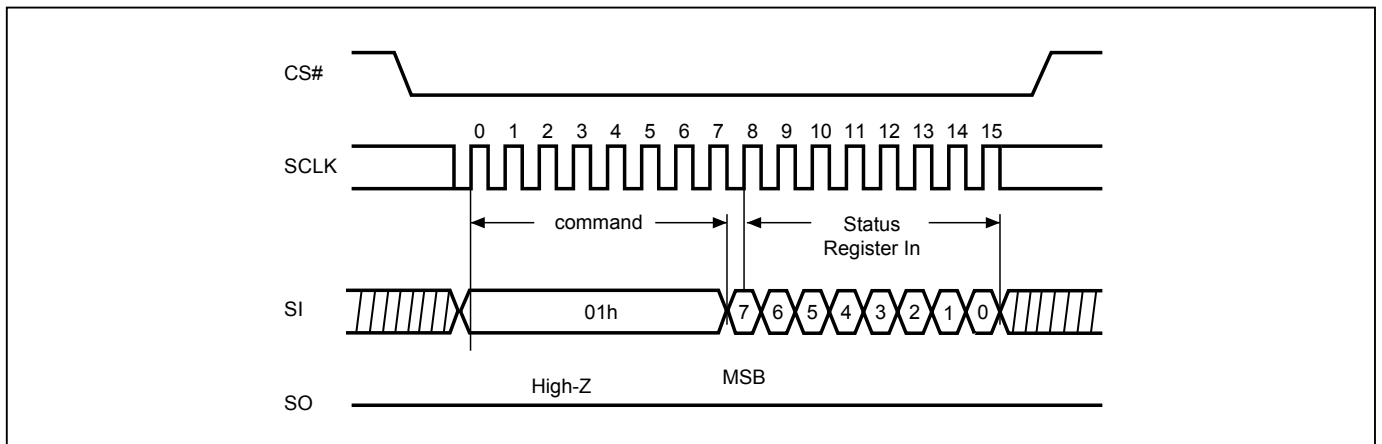 CS#
0 1 2 3 4 5 6 7 8 9 10 11 12 13 14 15
SCLK
command
Status
Register In
SI
01h
7 6 5 4 3 2 1 0
High-Z
MSB
SO